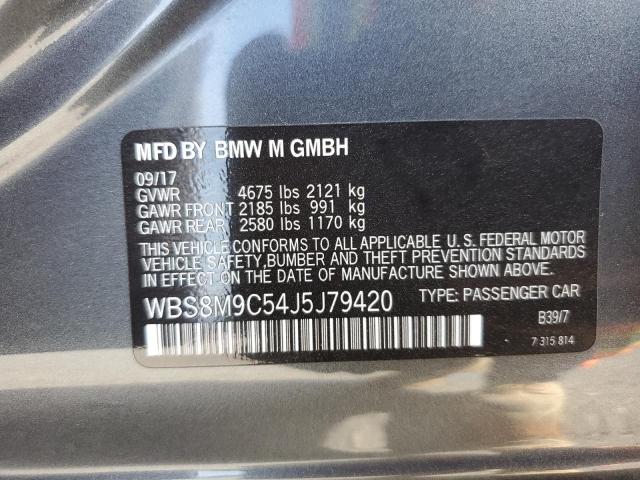 MFD BY BMW M GMBH
09/17
GVWR 4675 lbs 2121 kg
GAWR FRONT 2185 lbs 991 kg
GAWR REAR 2580 lbs 1170 kg
THIS VEHICLE CONFORMS TO ALL APPLICABLE U.S. FEDERAL MOTOR
VEHICLE SAFETY, BUMPER AND THEFT PREVENTION STANDARDS
IN EFFECT ON THE DATE OF MANUFACTURE SHOWN ABOVE.
WBS8M9C54J5J79420 TYPE: PASSENGER CAR
B39/7
7 315 814